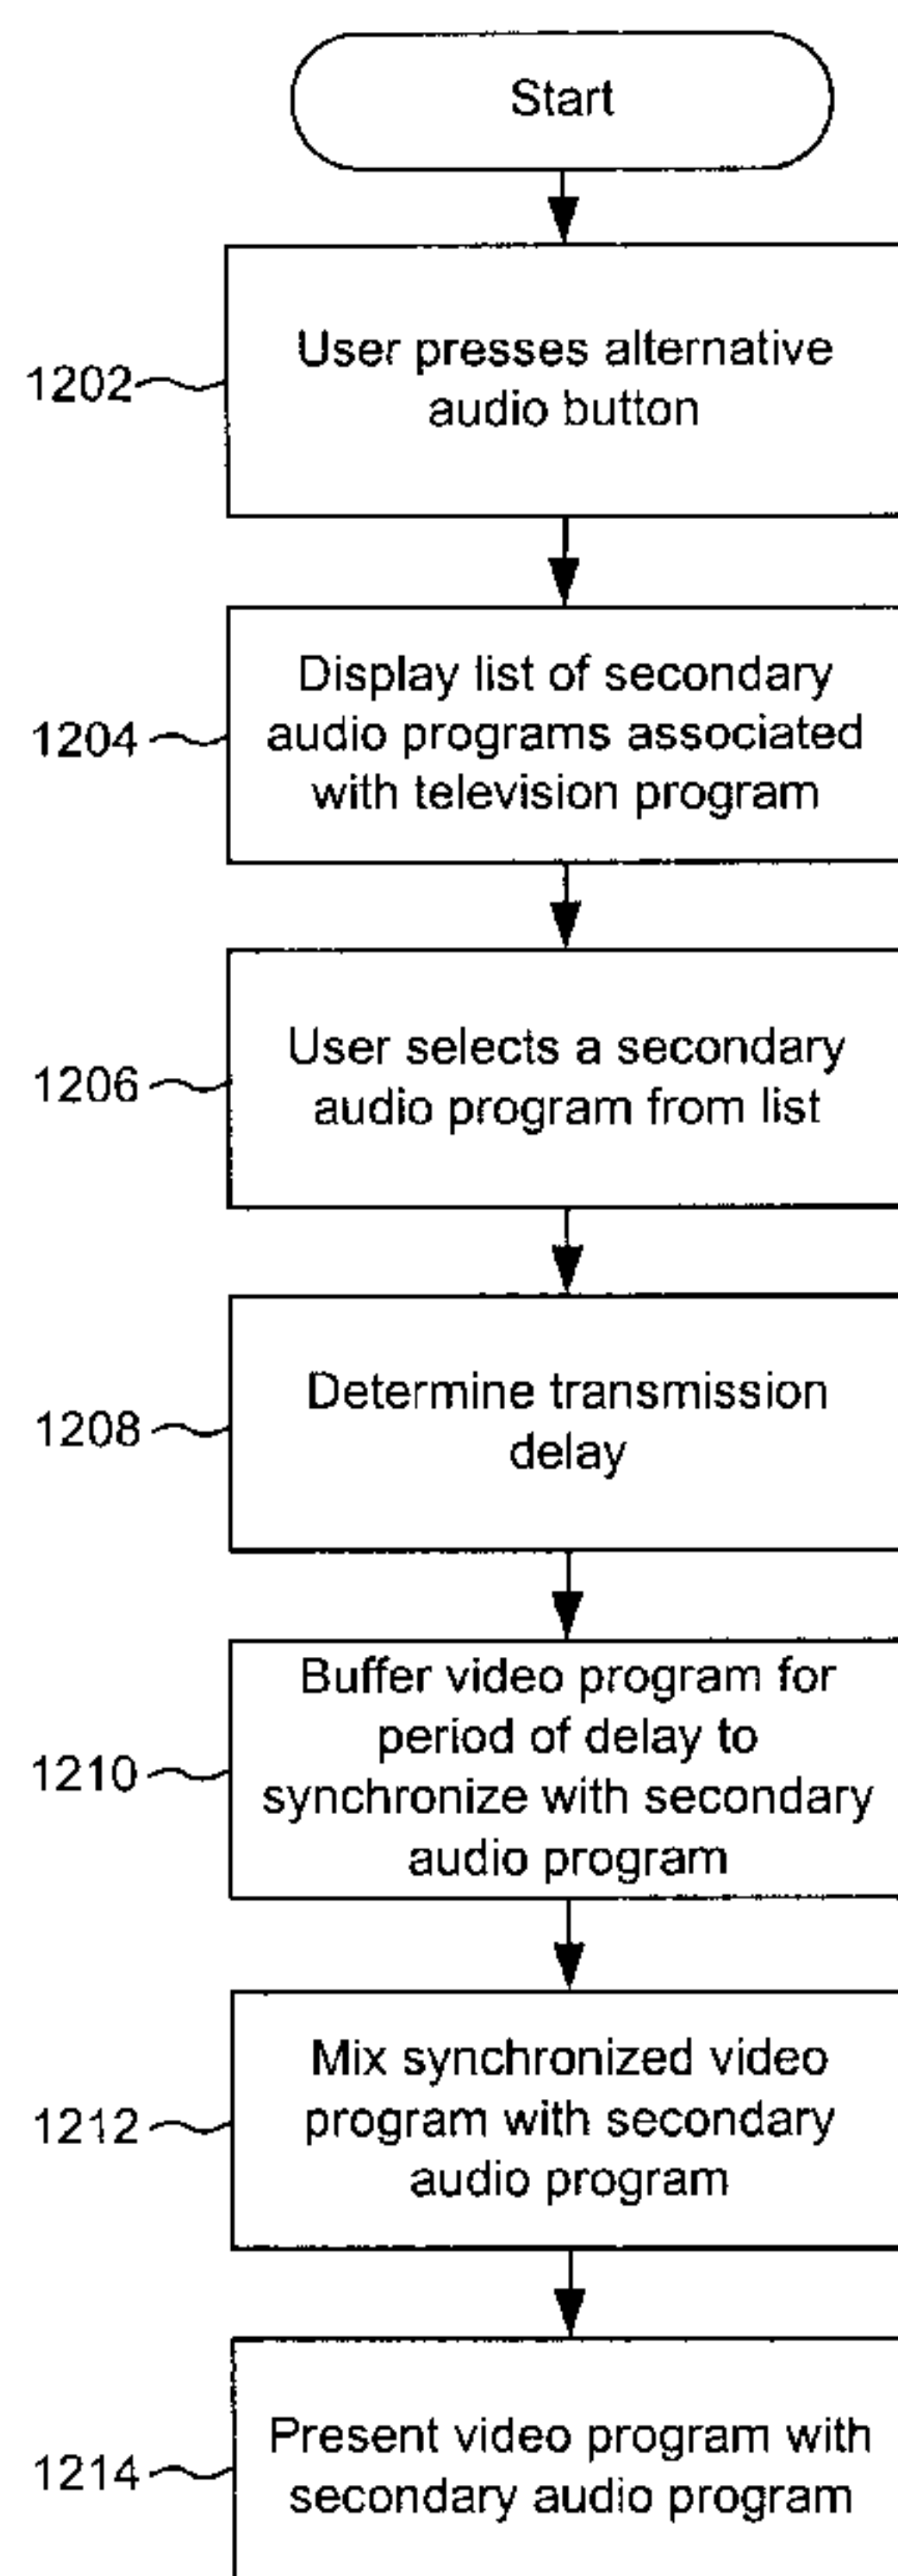 Start
1202
User presses alternative
audio button
1204
Display list of secondary
audio programs associated
with television program
1206
User selects a secondary
audio program from list
1208
Determine transmission
delay
1210
Buffer video program for
period of delay to
synchronize with secondary
audio program
1212
Mix synchronized video
program with secondary
audio program
1214
Present video program with
secondary audio program